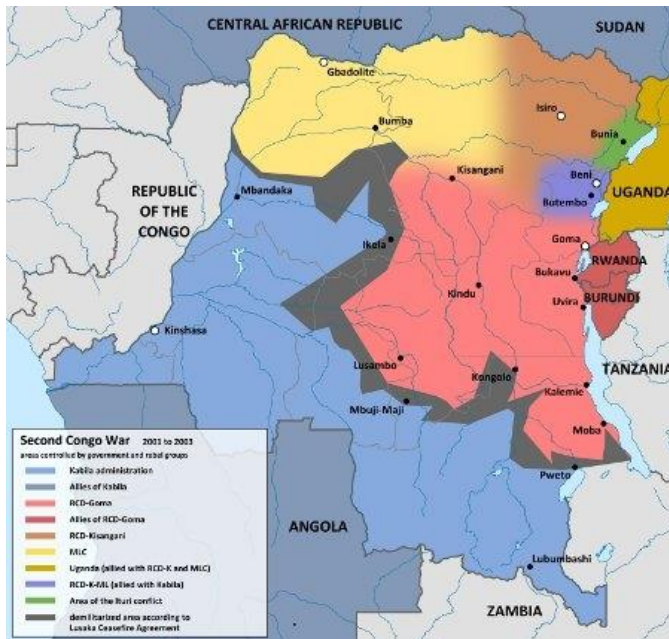 CENTRAL AFRICAN REPUBLIC
SUDAN
Gbadolite
Isiro
Bumba
Bunia
Kisangani
Beni
UGANDA
Mbandaka
Butembo
REPUBLIC
OF THE
CONGO
Goma
Ikela
RWANDA
Bukavu
BURUNDI
Kindu
Uvira
Kinshasa
Lusambo
Kongolo
TANZANIA
Kalemie
Mbuji-Maji
Moba
Pweto
Second Congo War 2001 to 2003
areas controlled by government and rebel groups
Kabila administration
Allies of Kabila
RCD-Goma
Allies of RCD-Goma
RCD-Kisangani
MLC
Uganda (allied with RCD-K and MLC)
RCD-K-ML (allied with Kabila)
Area of the Ituri conflict
demilitarized area according to
Lusaka Ceasefire Agreement
ANGOLA
Lubumbashi
ZAMBIA